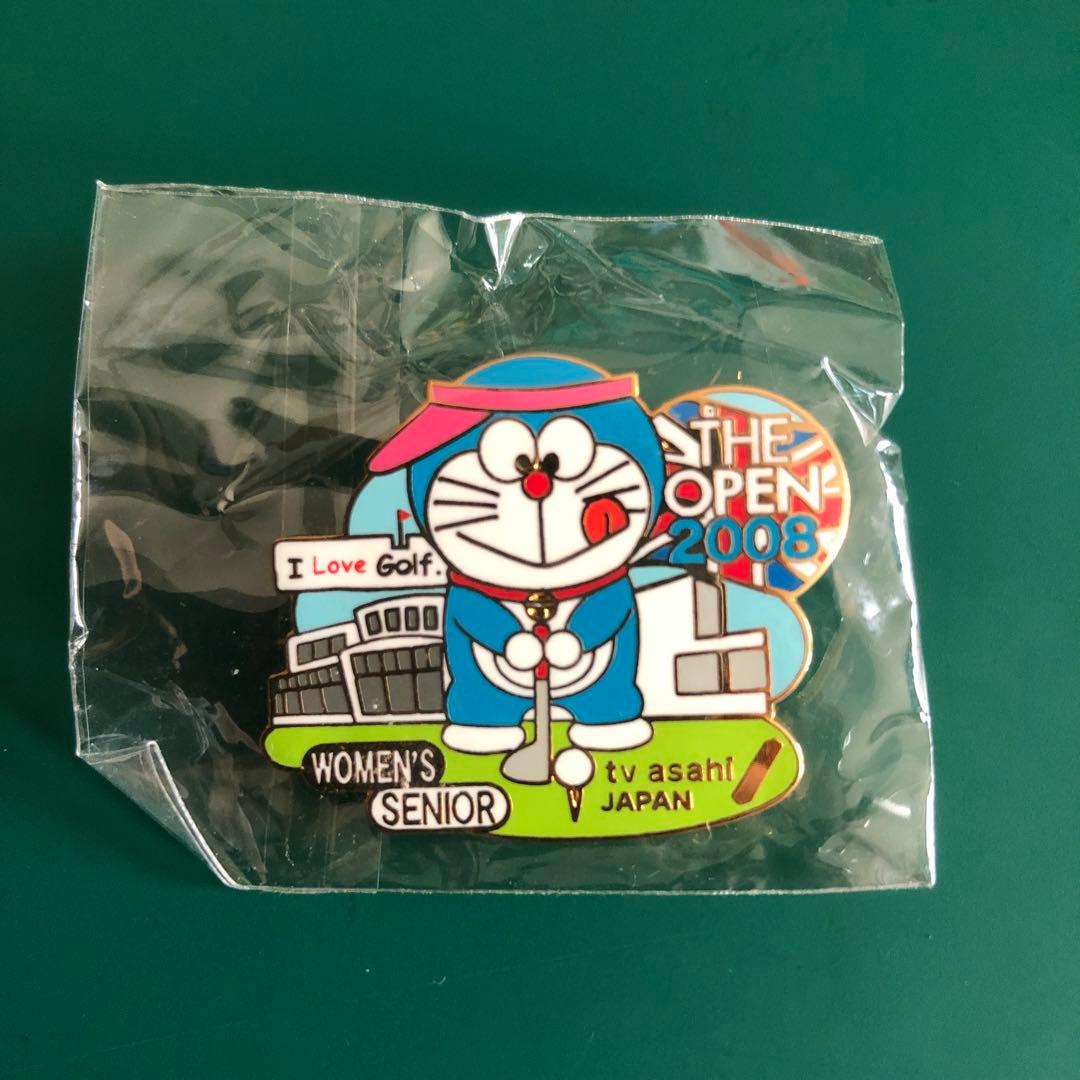 THE
OPEN
2008
I Love Golf.
WOMEN'S
SENIOR
tv asahi
JAPAN